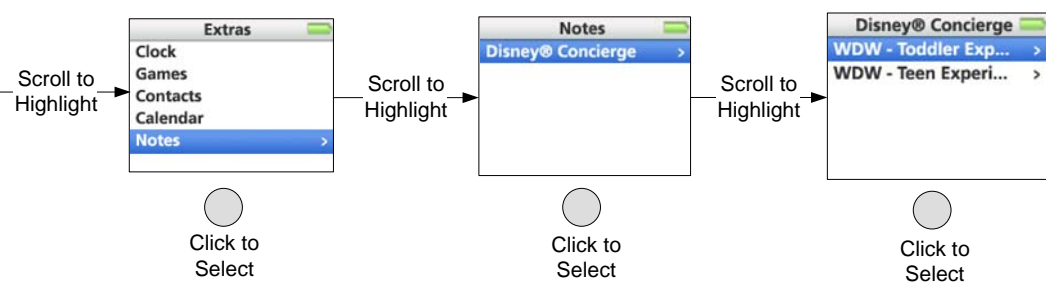 Scroll to
Highlight
Extras
Clock
Games
Contacts
Calendar
Notes >
Click to
Select
Scroll to
Highlight
Notes
Disney® Concierge >
Click to
Select
Scroll to
Highlight
Disney® Concierge
WDW - Toddler Exp... >
WDW - Teen Experi... >
Click to
Select